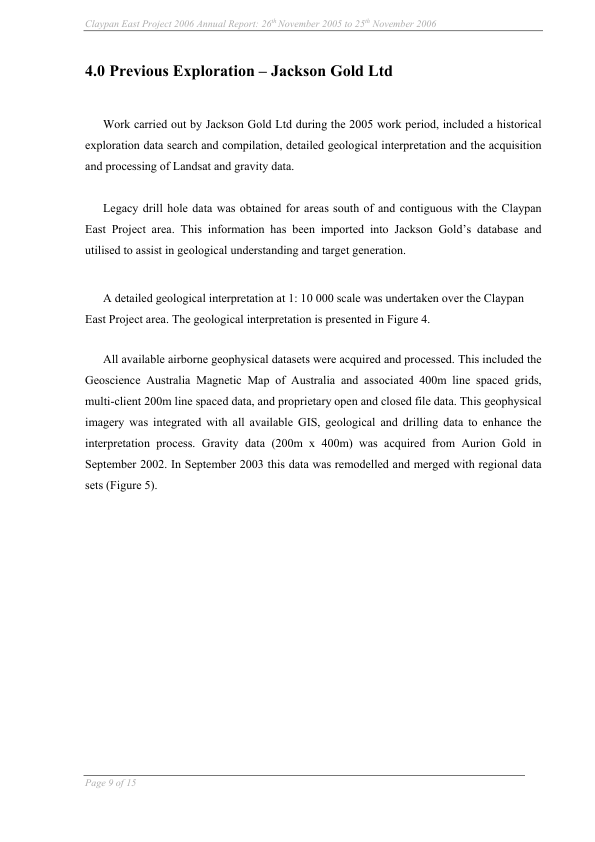 Claypan East Project 2006 Annual Report: 26th November 2005 to 25th November 2006
4.0 Previous Exploration – Jackson Gold Ltd
Work carried out by Jackson Gold Ltd during the 2005 work period, included a historical
exploration data search and compilation, detailed geological interpretation and the acquisition
and processing of Landsat and gravity data.
Legacy drill hole data was obtained for areas south of and contiguous with the Claypan
East Project area. This information has been imported into Jackson Gold’s database and
utilised to assist in geological understanding and target generation.
A detailed geological interpretation at 1: 10 000 scale was undertaken over the Claypan
East Project area. The geological interpretation is presented in Figure 4.
All available airborne geophysical datasets were acquired and processed. This included the
Geoscience Australia Magnetic Map of Australia and associated 400m line spaced grids,
multi-client 200m line spaced data, and proprietary open and closed file data. This geophysical
imagery was integrated with all available GIS, geological and drilling data to enhance the
interpretation process. Gravity data (200m x 400m) was acquired from Aurion Gold in
September 2002. In September 2003 this data was remodelled and merged with regional data
sets (Figure 5).
Page 9 of 15